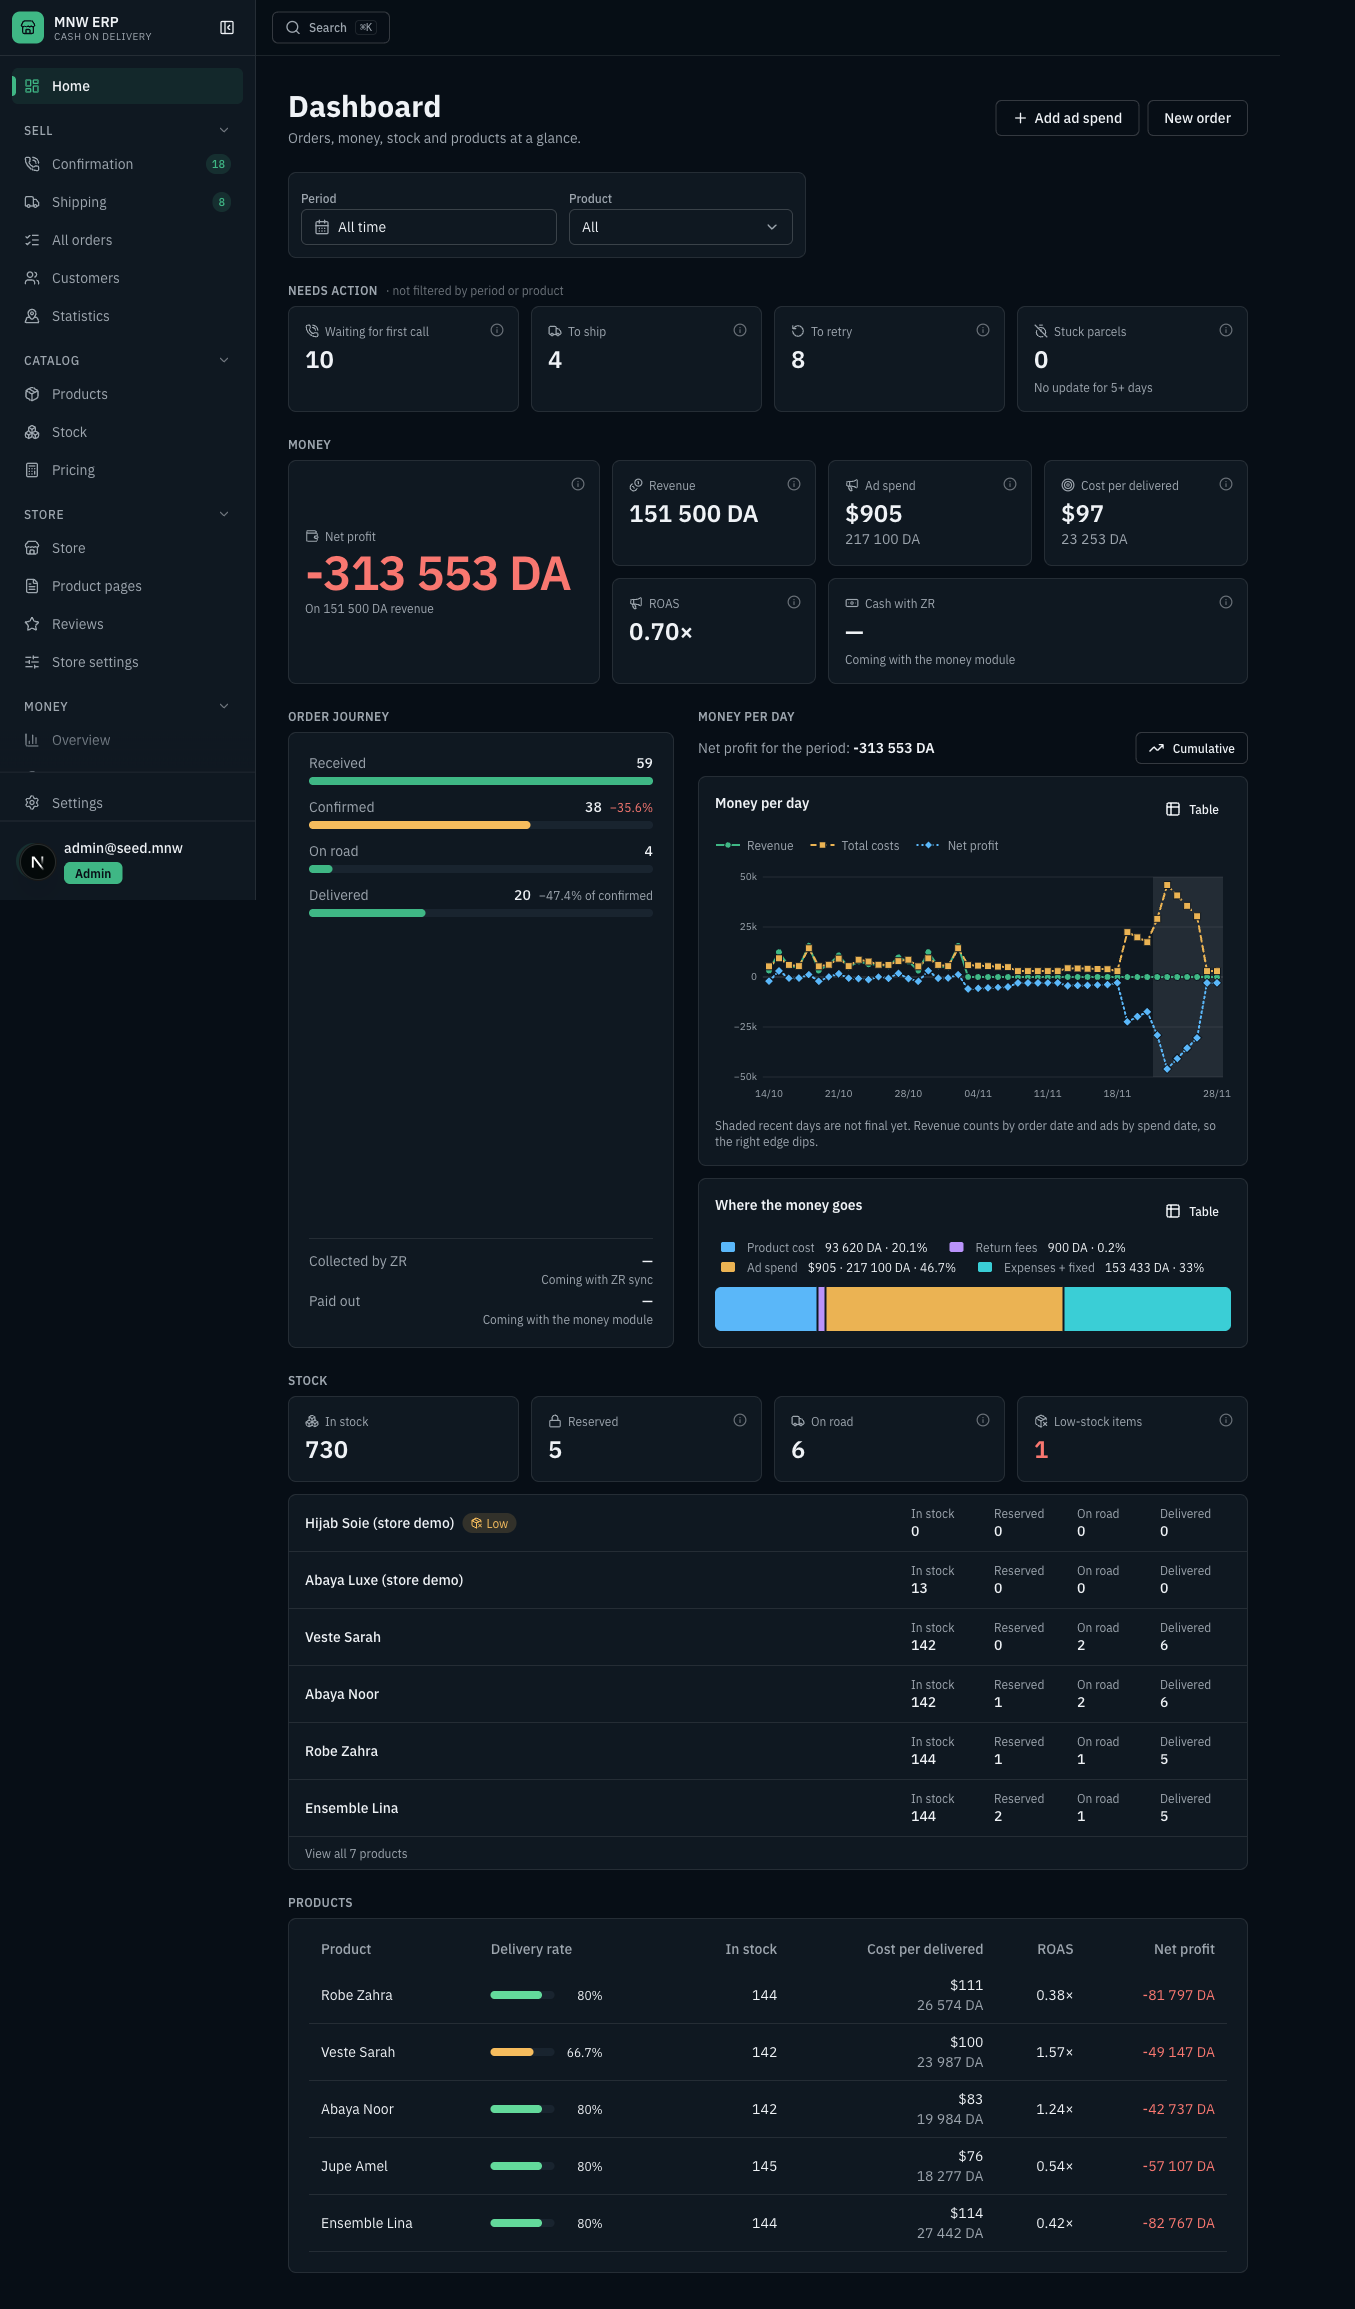 MNW ERP
CASH ON DELIVERY
Search ⌘K
Home
SELL
Confirmation 18
Shipping 8
All orders
Customers
Statistics
CATALOG
Products
Stock
Pricing
STORE
Store
Product pages
Reviews
Store settings
MONEY
Overview
Settings
N
admin@seed.mnw
Admin
Dashboard
Orders, money, stock and products at a glance.
Add ad spend
New order
Period
All time
Product
All
NEEDS ACTION · not filtered by period or product
Waiting for first call
10
To ship
4
To retry
8
Stuck parcels
0
No update for 5+ days
MONEY
Net profit
-313 553 DA
On 151 500 DA revenue
Revenue
151 500 DA
Ad spend
$905
217 100 DA
Cost per delivered
$97
23 253 DA
ROAS
0.70×
Cash with ZR
—
Coming with the money module
ORDER JOURNEY
Received 59
Confirmed 38 −35.6%
On road 4
Delivered 20 −47.4% of confirmed
Collected by ZR —
Coming with ZR sync
Paid out —
Coming with the money module
MONEY PER DAY
Net profit for the period: -313 553 DA
Cumulative
Money per day
Table
Revenue Total costs Net profit
50k
25k
0
−25k
−50k
14/10 21/10 28/10 04/11 11/11 18/11 28/11
Shaded recent days are not final yet. Revenue counts by order date and ads by spend date, so
the right edge dips.
Where the money goes
Table
Product cost 93 620 DA · 20.1% Return fees 900 DA · 0.2%
Ad spend $905 · 217 100 DA · 46.7% Expenses + fixed 153 433 DA · 33%
STOCK
In stock
730
Reserved
5
On road
6
Low-stock items
1
Hijab Soie (store demo) Low
In stock Reserved On road Delivered
0 0 0 0
Abaya Luxe (store demo)
In stock Reserved On road Delivered
13 0 0 0
Veste Sarah
In stock Reserved On road Delivered
142 0 2 6
Abaya Noor
In stock Reserved On road Delivered
142 1 2 6
Robe Zahra
In stock Reserved On road Delivered
144 1 1 5
Ensemble Lina
In stock Reserved On road Delivered
144 2 1 5
View all 7 products
PRODUCTS
Product Delivery rate In stock Cost per delivered ROAS Net profit
Robe Zahra 80% 144 $111 26 574 DA 0.38× -81 797 DA
Veste Sarah 66.7% 142 $100 23 987 DA 1.57× -49 147 DA
Abaya Noor 80% 142 $83 19 984 DA 1.24× -42 737 DA
Jupe Amel 80% 145 $76 18 277 DA 0.54× -57 107 DA
Ensemble Lina 80% 144 $114 27 442 DA 0.42× -82 767 DA